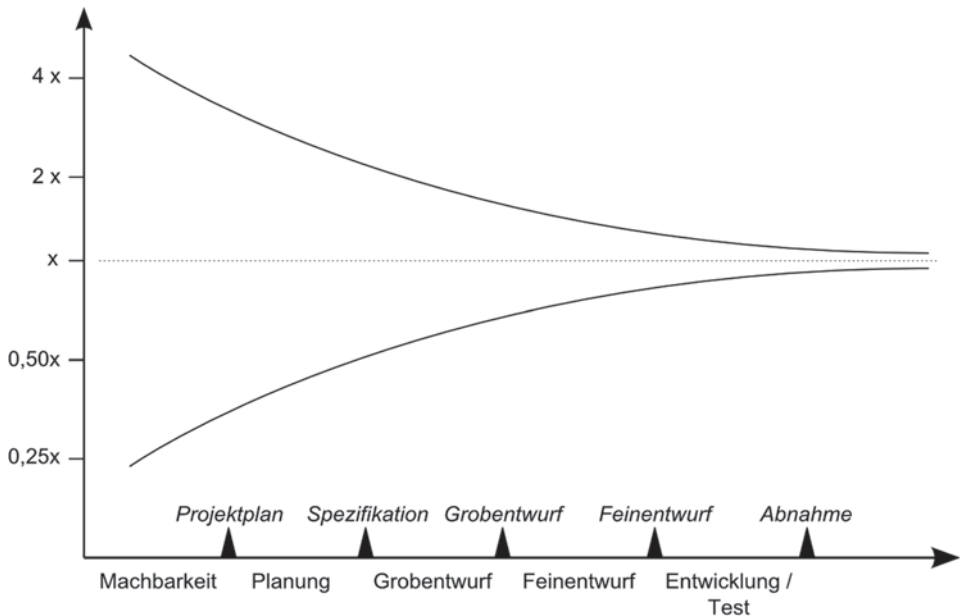 4 x
2 x
x
0,50x
0,25x
Projektplan Spezifikation Grobentwurf Feinentwurf Abnahme
Machbarkeit Planung Grobentwurf Feinentwurf Entwicklung /
Test